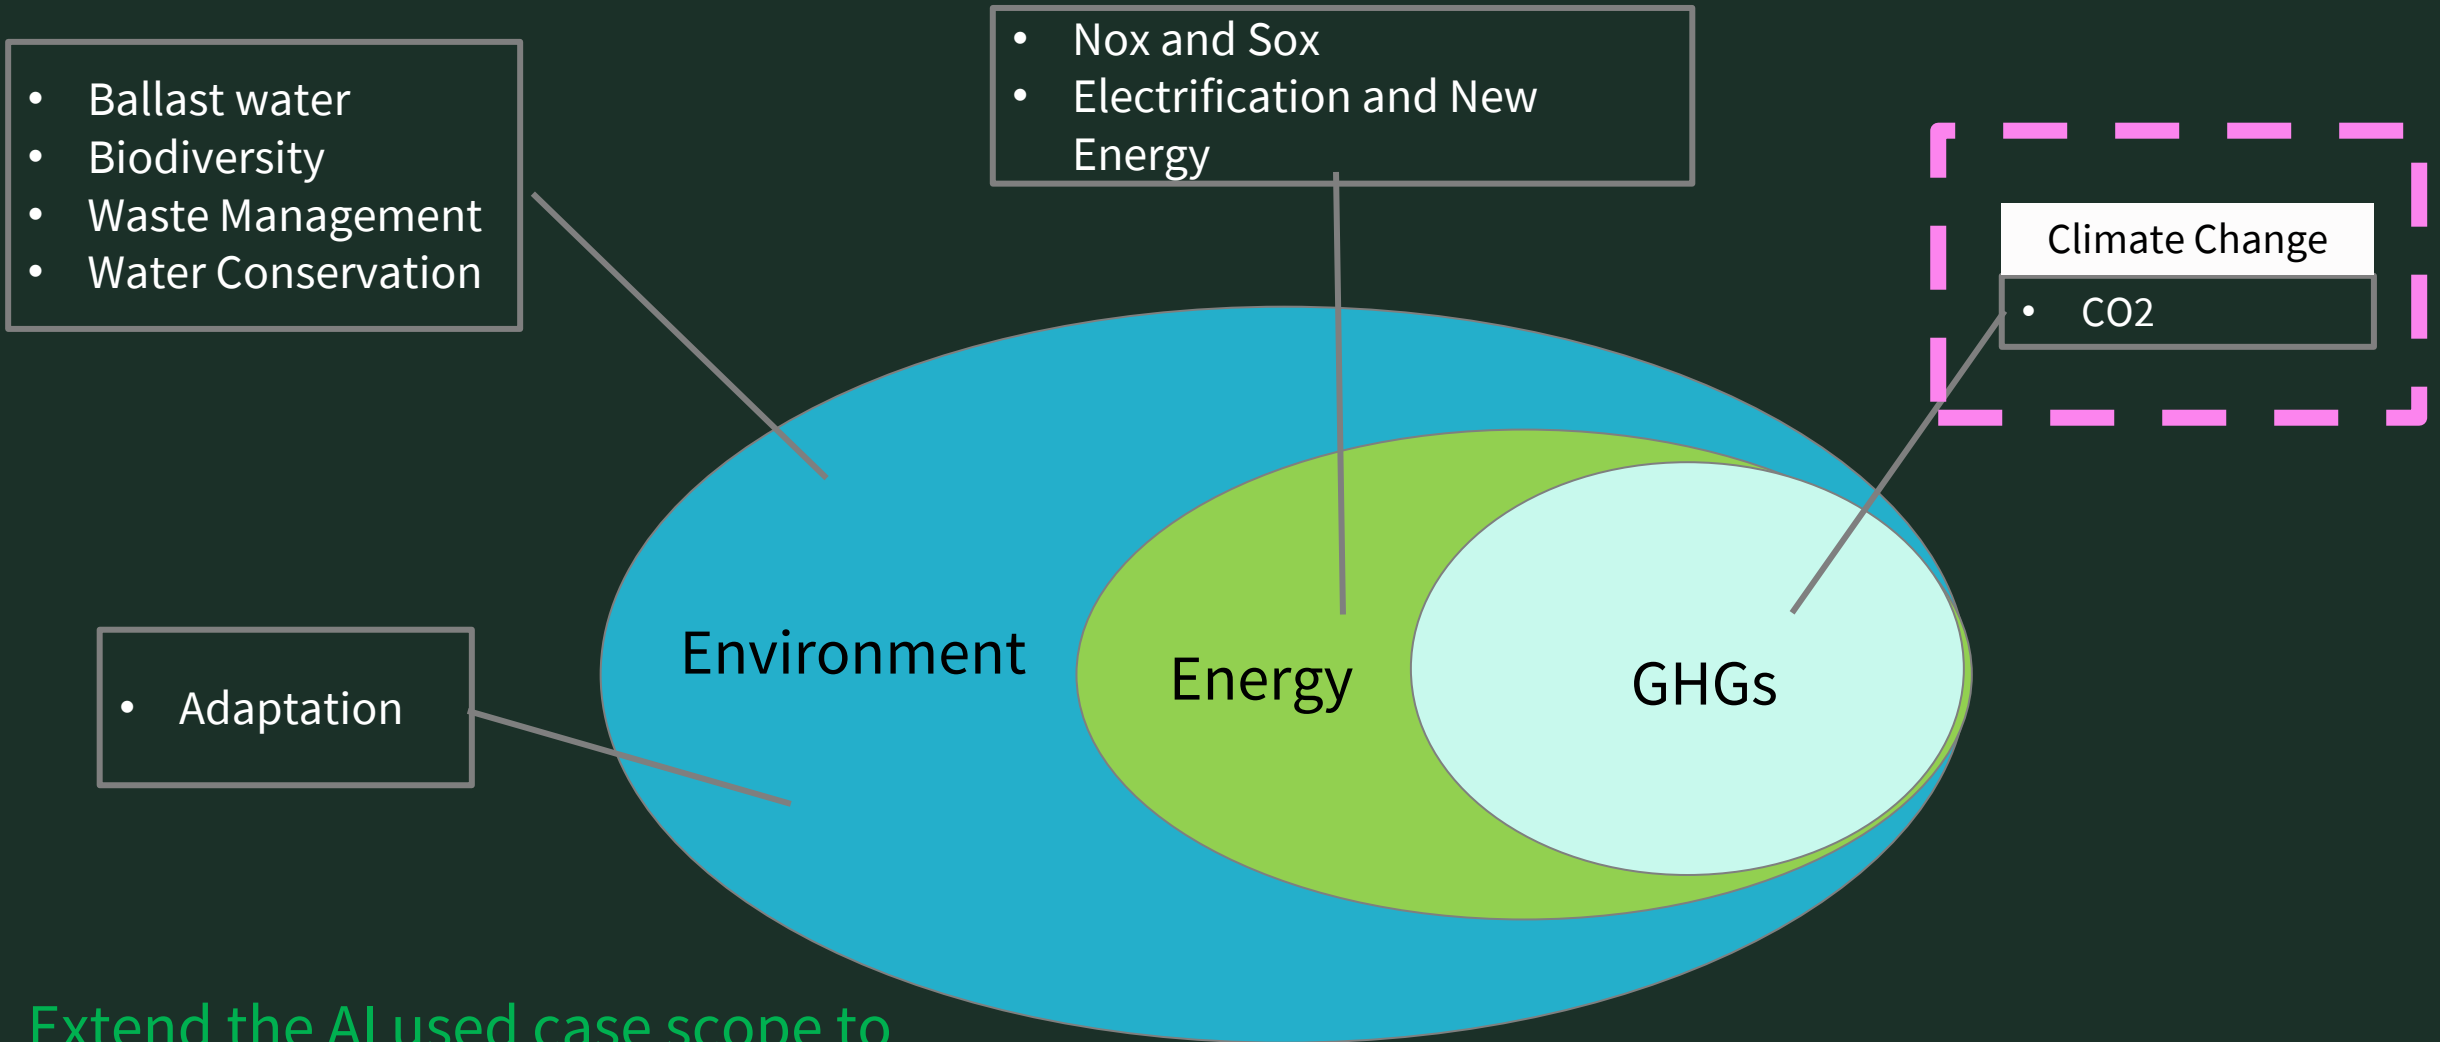 • Nox and Sox
• Electrification and New
Energy
• Ballast water
• Biodiversity
• Waste Management
• Water Conservation
Climate Change
• CO2
Environment
Energy
GHGs
• Adaptation
Extend the AI used case scope to